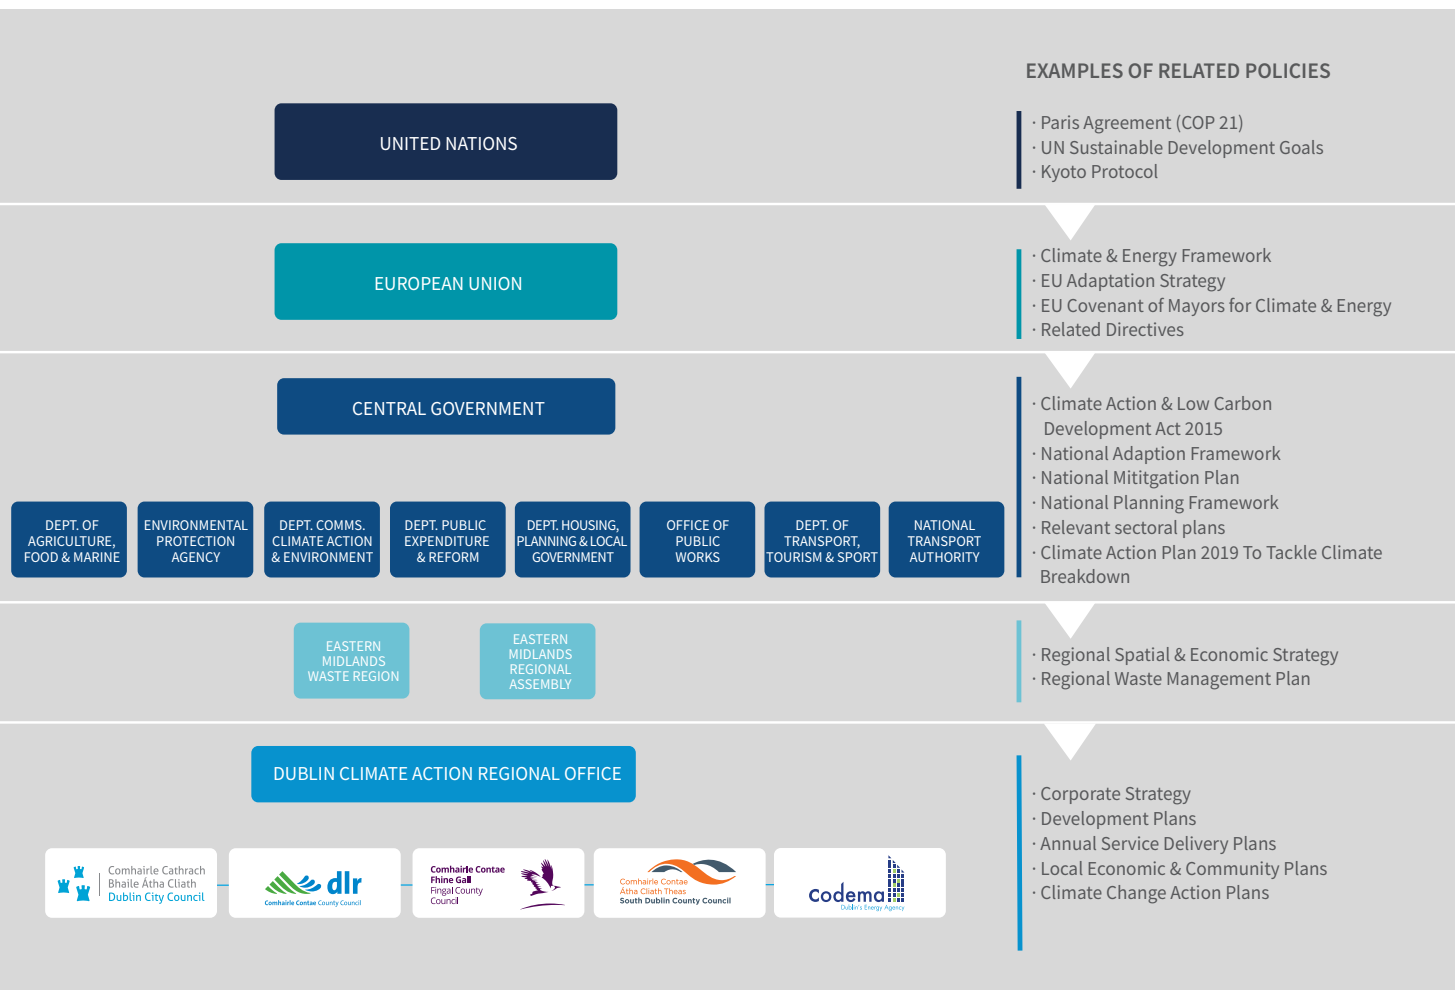 EXAMPLES OF RELATED POLICIES
UNITED NATIONS
· Paris Agreement (COP 21)
· UN Sustainable Development Goals
· Kyoto Protocol
EUROPEAN UNION
· Climate & Energy Framework
· EU Adaptation Strategy
· EU Covenant of Mayors for Climate & Energy
· Related Directives
CENTRAL GOVERNMENT
· Climate Action & Low Carbon
Development Act 2015
· National Adaption Framework
· National Mititgation Plan
· National Planning Framework
· Relevant sectoral plans
· Climate Action Plan 2019 To Tackle Climate
Breakdown
DEPT. OF
AGRICULTURE,
FOOD & MARINE
ENVIRONMENTAL
PROTECTION
AGENCY
DEPT. COMMS.
CLIMATE ACTION
& ENVIRONMENT
DEPT. PUBLIC
EXPENDITURE
& REFORM
DEPT. HOUSING,
PLANNING & LOCAL
GOVERNMENT
OFFICE OF
PUBLIC
WORKS
DEPT. OF
TRANSPORT,
TOURISM & SPORT
NATIONAL
TRANSPORT
AUTHORITY
EASTERN
MIDLANDS
WASTE REGION
EASTERN
MIDLANDS
REGIONAL
ASSEMBLY
· Regional Spatial & Economic Strategy
· Regional Waste Management Plan
DUBLIN CLIMATE ACTION REGIONAL OFFICE
· Corporate Strategy
· Development Plans
· Annual Service Delivery Plans
· Local Economic & Community Plans
· Climate Change Action Plans
Comhairle Cathrach
Bhaile Átha Cliath
Dublin City Council
dlr
Comhairle Contae County Council
Comhairle Contae
Fhine Gall
Fingal County
Council
Comhairle Contae
Átha Cliath Theas
South Dublin County Council
codema
Dublin's Energy Agency